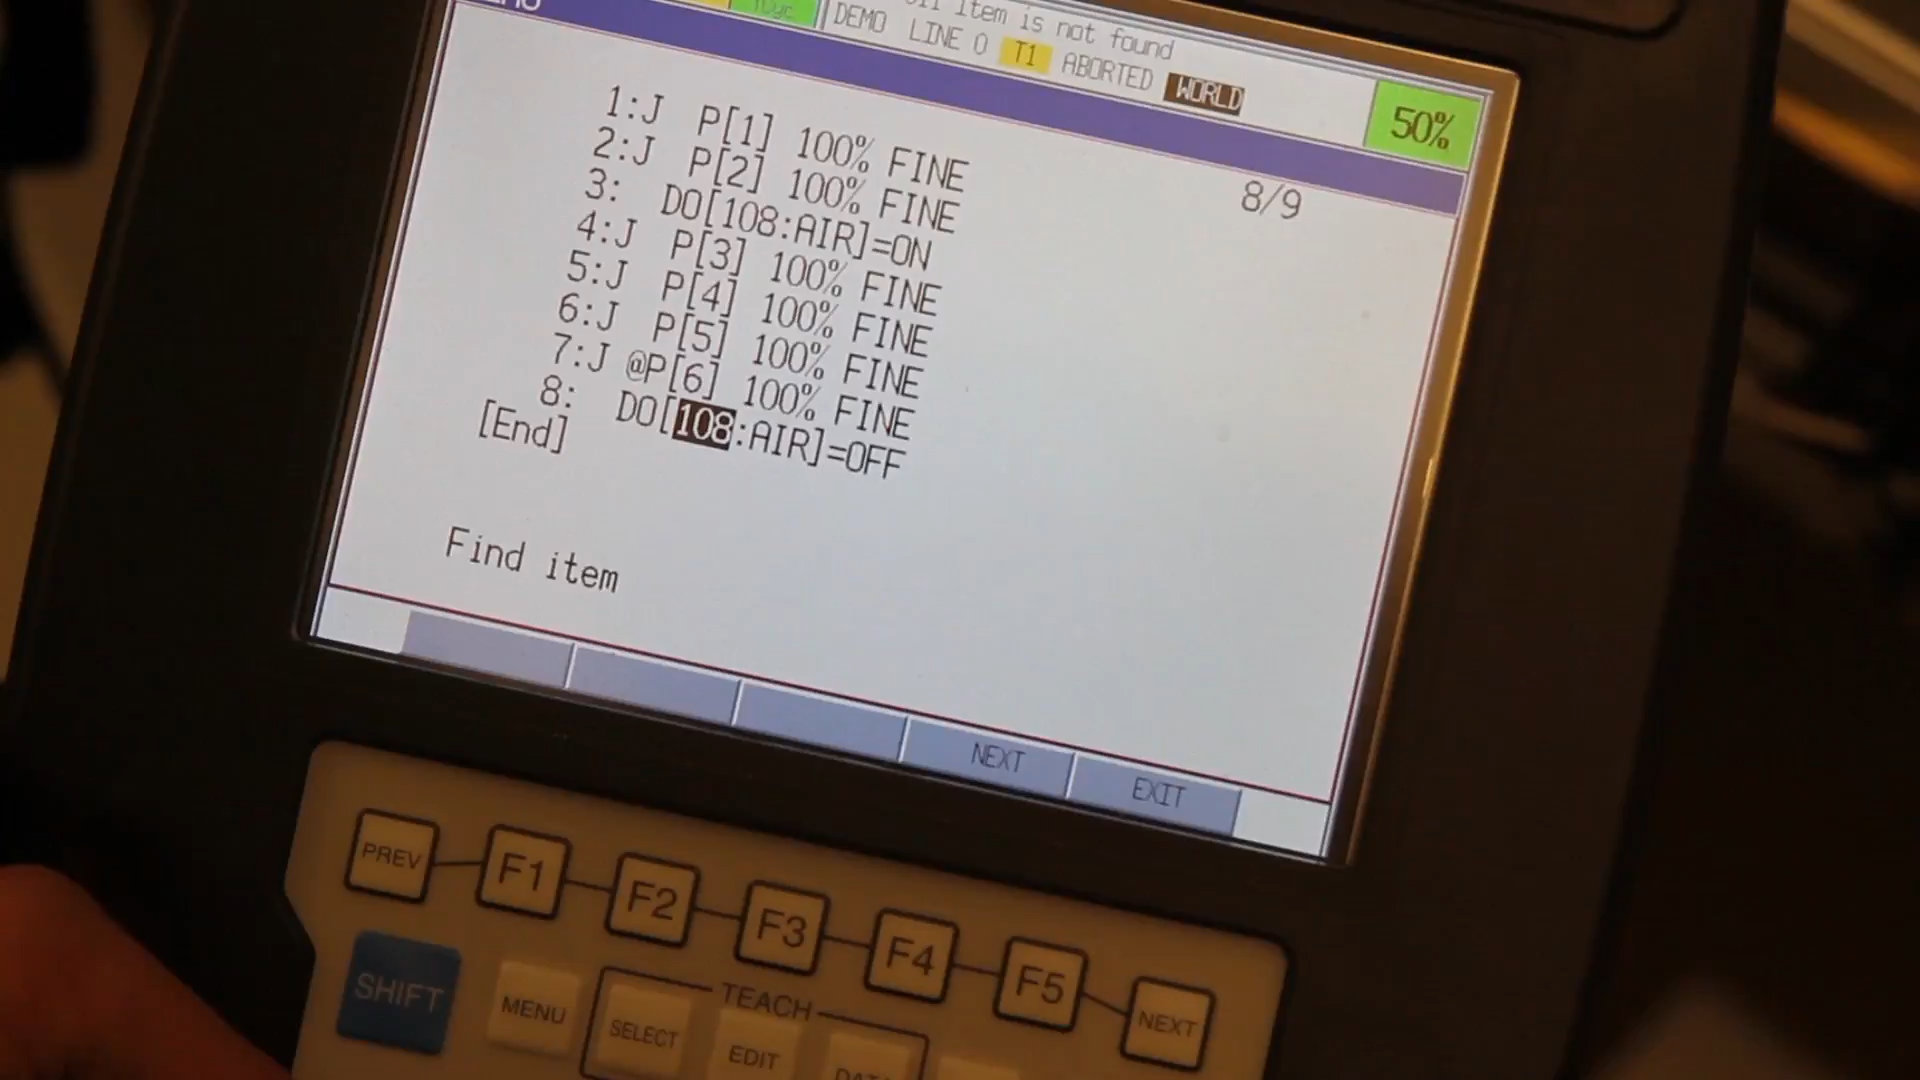 item is not found
DEMO LINE 0 T1 ABORTED WORLD
50%
8/9
1:J P[1] 100% FINE
2:J P[2] 100% FINE
3: DO[108:AIR]=ON
4:J P[3] 100% FINE
5:J P[4] 100% FINE
6:J P[5] 100% FINE
7:J @P[6] 100% FINE
8: DO[108:AIR]=OFF
[End]
Find item
NEXT EXIT
PREV F1 F2 F3 F4 F5 NEXT
SHIFT MENU TEACH
SELECT EDIT